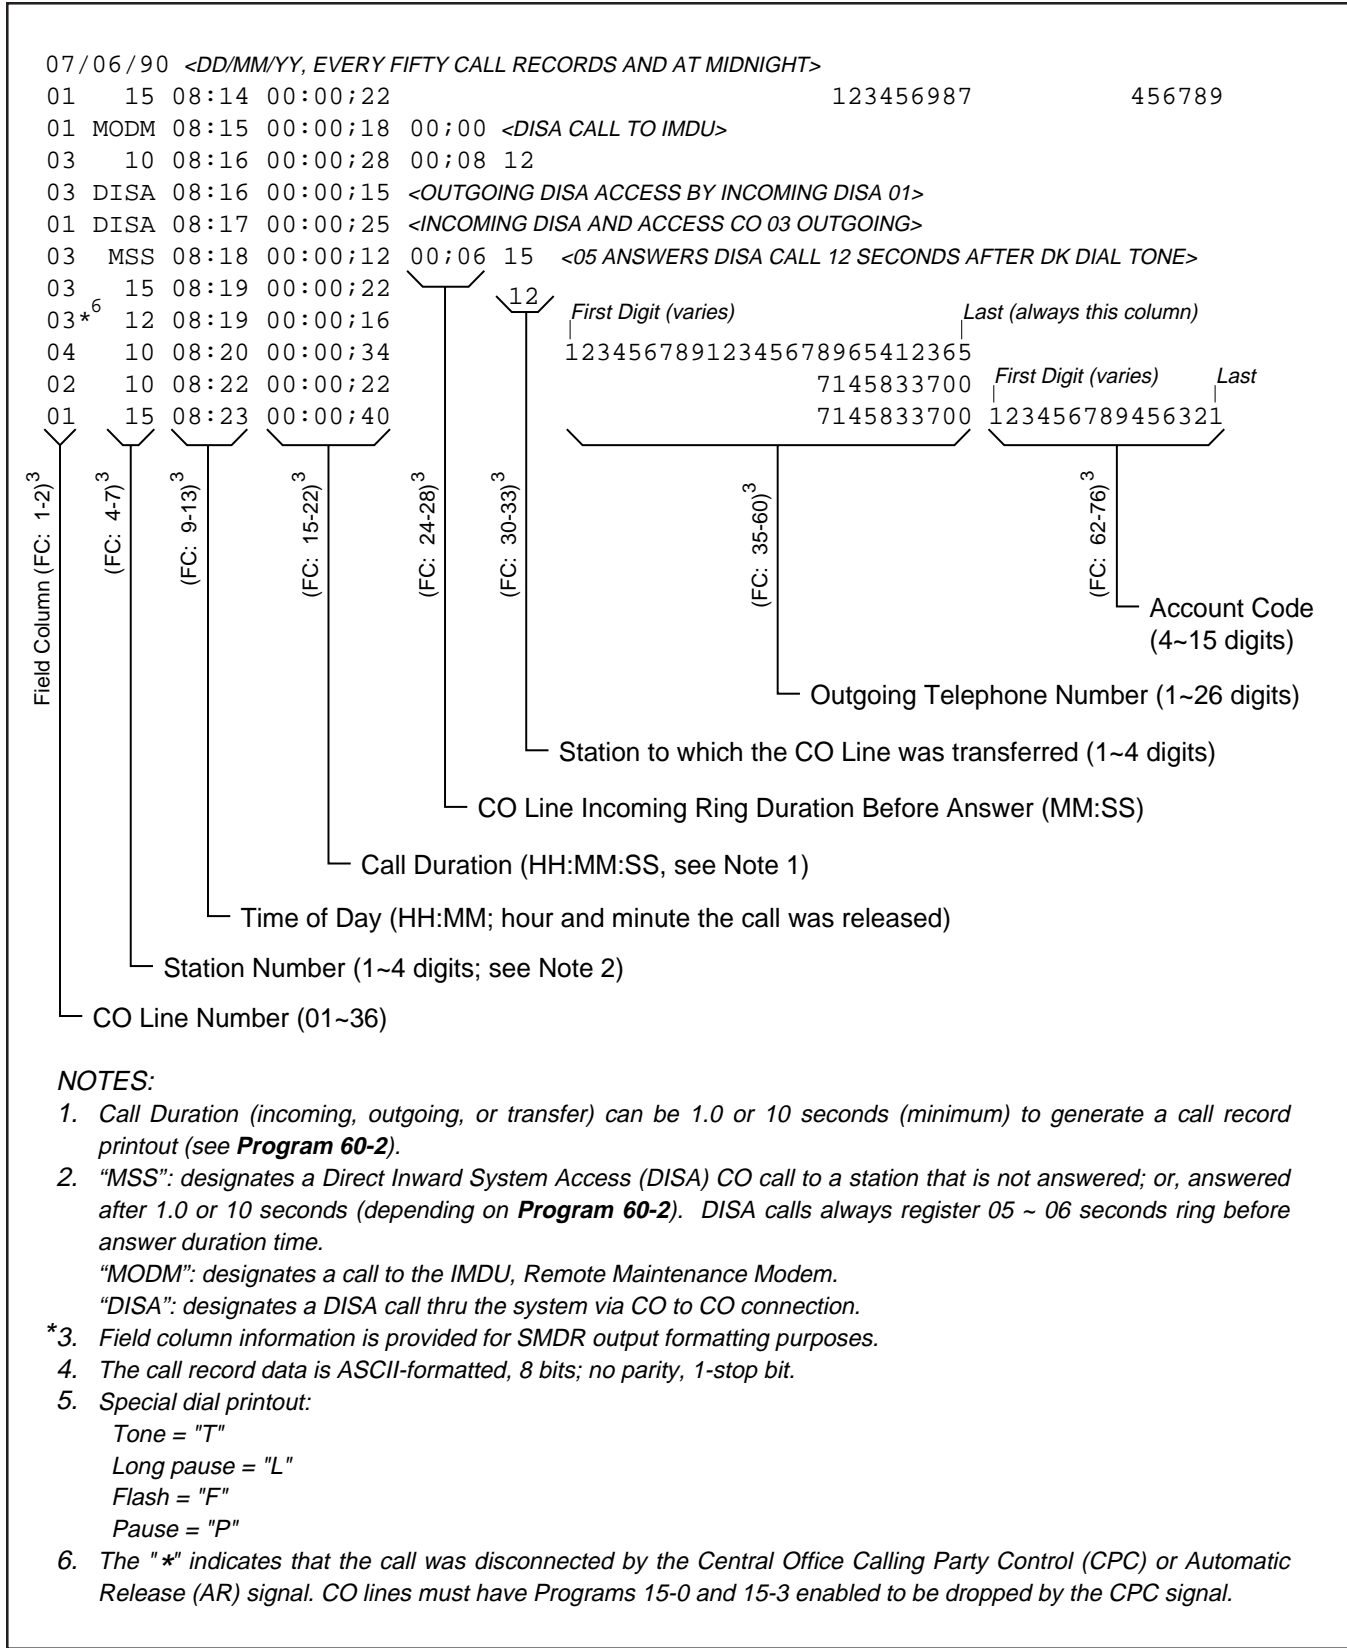 07/06/90 <DD/MM/YY, EVERY FIFTY CALL RECORDS AND AT MIDNIGHT>
01 15 08:14 00:00;22 123456987 456789
01 MODM 08:15 00:00;18 00;00 <DISA CALL TO IMDU>
03 10 08:16 00:00;28 00;08 12
03 DISA 08:16 00:00;15 <OUTGOING DISA ACCESS BY INCOMING DISA 01>
01 DISA 08:17 00:00;25 <INCOMING DISA AND ACCESS CO 03 OUTGOING>
03 MSS 08:18 00:00;12 00;06 15 <05 ANSWERS DISA CALL 12 SECONDS AFTER DK DIAL TONE>
03 15 08:19 00:00;22 12
First Digit (varies) Last (always this column)
03*6 12 08:19 00:00;16
04 10 08:20 00:00;34 12345678912345678965412365
02 10 08:22 00:00;22 7145833700 First Digit (varies) Last
01 15 08:23 00:00;40 7145833700 123456789456321
Field Column (FC: 1-2)3
(FC: 4-7)3
(FC: 9-13)3
(FC: 15-22)3
(FC: 24-28)3
(FC: 30-33)3
(FC: 35-60)3
(FC: 62-76)3
Account Code
(4~15 digits)
Outgoing Telephone Number (1~26 digits)
Station to which the CO Line was transferred (1~4 digits)
CO Line Incoming Ring Duration Before Answer (MM:SS)
Call Duration (HH:MM:SS, see Note 1)
Time of Day (HH:MM; hour and minute the call was released)
Station Number (1~4 digits; see Note 2)
CO Line Number (01~36)
NOTES:
1. Call Duration (incoming, outgoing, or transfer) can be 1.0 or 10 seconds (minimum) to generate a call record
printout (see Program 60-2).
2. “MSS”: designates a Direct Inward System Access (DISA) CO call to a station that is not answered; or, answered
after 1.0 or 10 seconds (depending on Program 60-2). DISA calls always register 05 ~ 06 seconds ring before
answer duration time.
“MODM”: designates a call to the IMDU, Remote Maintenance Modem.
“DISA”: designates a DISA call thru the system via CO to CO connection.
*3. Field column information is provided for SMDR output formatting purposes.
4. The call record data is ASCII-formatted, 8 bits; no parity, 1-stop bit.
5. Special dial printout:
Tone = "T"
Long pause = "L"
Flash = "F"
Pause = "P"
6. The "*" indicates that the call was disconnected by the Central Office Calling Party Control (CPC) or Automatic
Release (AR) signal. CO lines must have Programs 15-0 and 15-3 enabled to be dropped by the CPC signal.